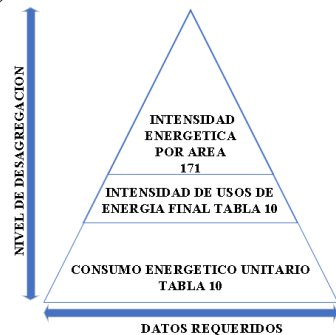 NIVEL DE DESAGREGACION
INTENSIDAD
ENERGETICA
POR AREA
171
INTENSIDAD DE USOS DE
ENERGIA FINAL TABLA 10
CONSUMO ENERGETICO UNITARIO
TABLA 10
DATOS REQUERIDOS